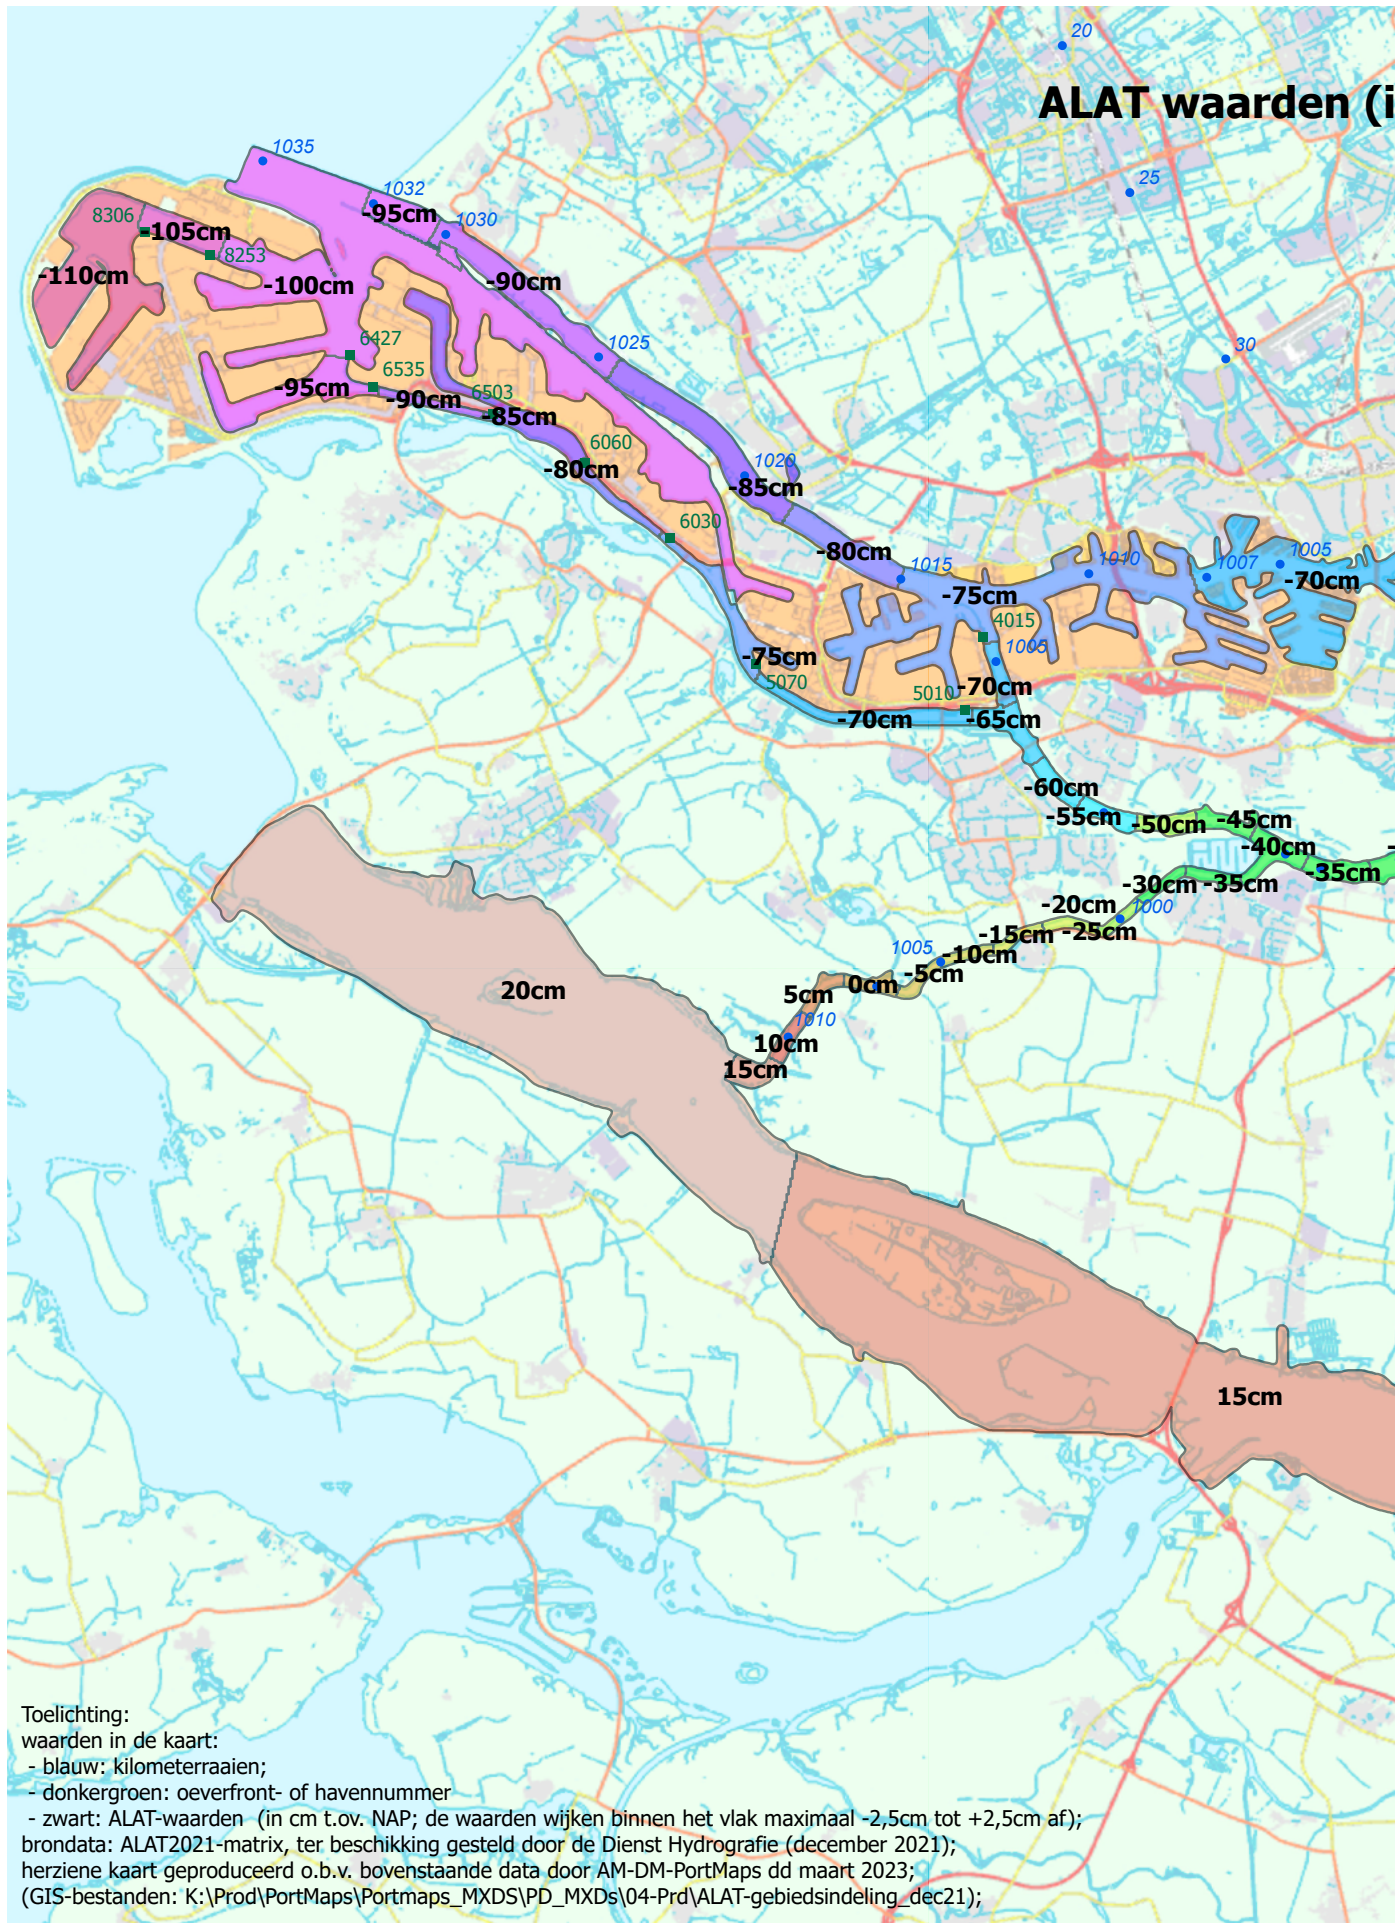 20
ALAT waarden (i
1035
25
1032
8306
-95cm
-105cm
1030
8253
-110cm
-90cm
-100cm
6427
1025
30
6535
-95cm
-90cm
6503
-85cm
6060
-80cm
1020
-85cm
6030
-80cm
1015
1010
1007
1005
-70cm
-75cm
4015
1005
-75cm
5070
5010
-70cm
-70cm
-65cm
-60cm
-55cm
-50cm
-45cm
-40cm
-
-35cm
-30cm
-35cm
-20cm
1000
-15cm
-25cm
1005
-10cm
-5cm
0cm
5cm
20cm
1010
10cm
15cm
15cm
Toelichting:
waarden in de kaart:
- blauw: kilometerraaien;
- donkergroen: oeverfront- of havennummer
- zwart: ALAT-waarden (in cm t.ov. NAP; de waarden wijken binnen het vlak maximaal -2,5cm tot +2,5cm af);
brondata: ALAT2021-matrix, ter beschikking gesteld door de Dienst Hydrografie (december 2021);
herziene kaart geproduceerd o.b.v. bovenstaande data door AM-DM-PortMaps dd maart 2023;
(GIS-bestanden: K:\Prod\PortMaps\Portmaps_MXDS\PD_MXDs\04-Prd\ALAT-gebiedsindeling_dec21);